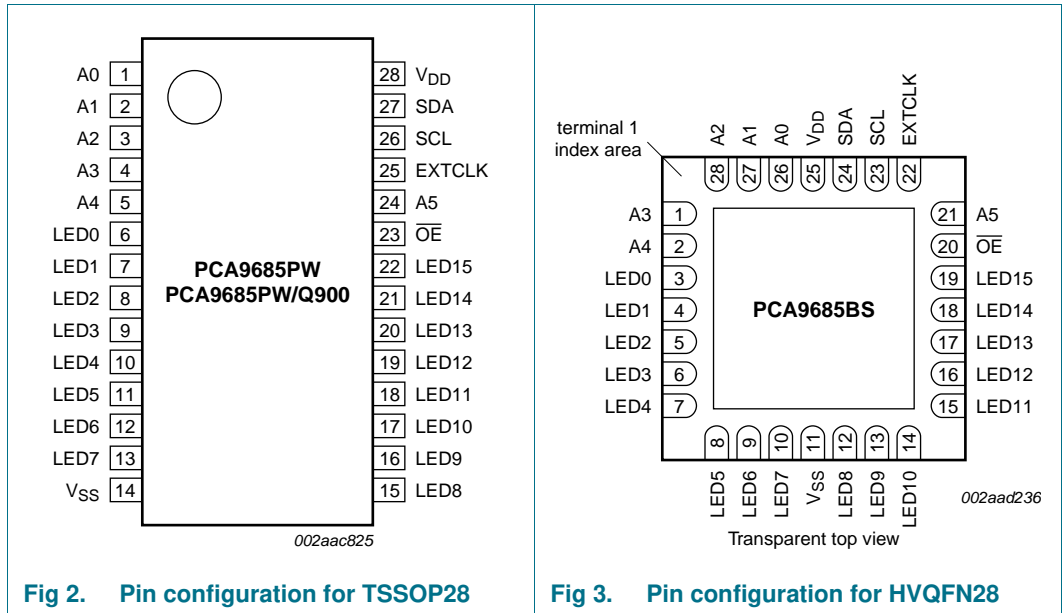 A0 1
A1 2
A2 3
A3 4
A4 5
LED0 6
LED1 7
LED2 8
LED3 9
LED4 10
LED5 11
LED6 12
LED7 13
VSS 14
PCA9685PW
PCA9685PW/Q900
28 VDD
27 SDA
26 SCL
25 EXTCLK
24 A5
23 OE
22 LED15
21 LED14
20 LED13
19 LED12
18 LED11
17 LED10
16 LED9
15 LED8
002aac825
Fig 2. Pin configuration for TSSOP28
terminal 1
index area
A2 28
A1 27
A0 26
VDD 25
SDA 24
SCL 23
EXTCLK 22
A3 1
A4 2
LED0 3
LED1 4
LED2 5
LED3 6
LED4 7
PCA9685BS
21 A5
20 OE
19 LED15
18 LED14
17 LED13
16 LED12
15 LED11
LED5 8
LED6 9
LED7 10
VSS 11
LED8 12
LED9 13
LED10 14
002aad236
Transparent top view
Fig 3. Pin configuration for HVQFN28